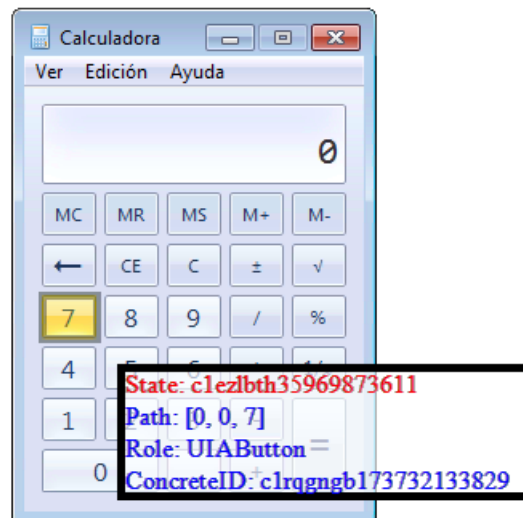 Calculadora
Ver Edición Ayuda
0
MC MR MS M+ M-
← CE C ± √
7 8 9 / %
4
State: c1ezlbth35969873611
1
Path: [0, 0, 7]
Role: UIAButton =
0 ConcreteID: c1rqgngb173732133829